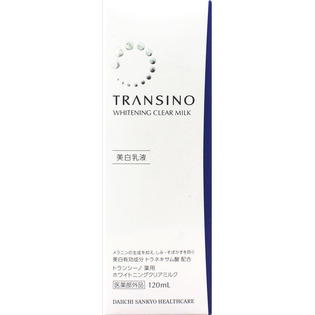 TRANSINO
WHITENING CLEAR MILK
美白乳液
メラニンの生成を抑え、しみ・そばかすを防ぐ
美白有効成分 トラネキサム酸 配合
トランシーノ 薬用
ホワイトニングクリアミルク
医薬部外品 120mL
DAIICHI SANKYO HEALTHCARE